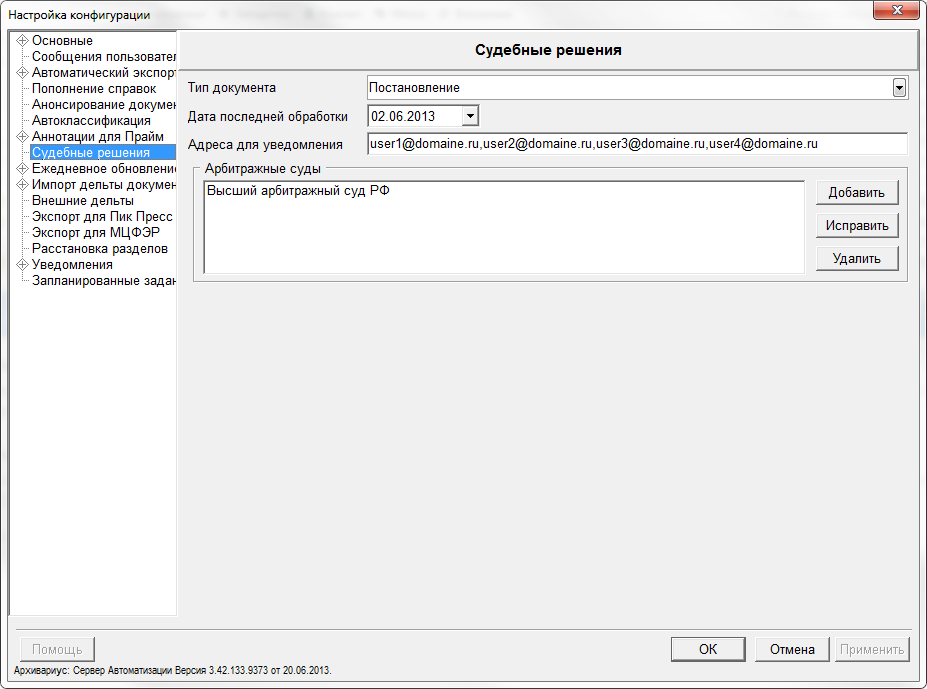 Настройка конфигурации
Основные
Сообщения пользовател
Автоматический экспорт
Пополнение справок
Анонсирование докумен
Автоклассификация
Аннотации для Прайм
Судебные решения
Ежедневное обновлени
Импорт дельты докумен
Внешние дельты
Экспорт для Пик Пресс
Экспорт для МЦФЭР
Расстановка разделов
Уведомления
Запланированные задан
Судебные решения
Тип документа
Постановление
Дата последней обработки
02.06.2013
Адреса для уведомления
user1@domaine.ru,user2@domaine.ru,user3@domaine.ru,user4@domaine.ru
Арбитражные суды
Высший арбитражный суд РФ
Добавить
Исправить
Удалить
Помощь
OK
Отмена
Применить
Архивариус: Сервер Автоматизации Версия 3.42.133.9373 от 20.06.2013.